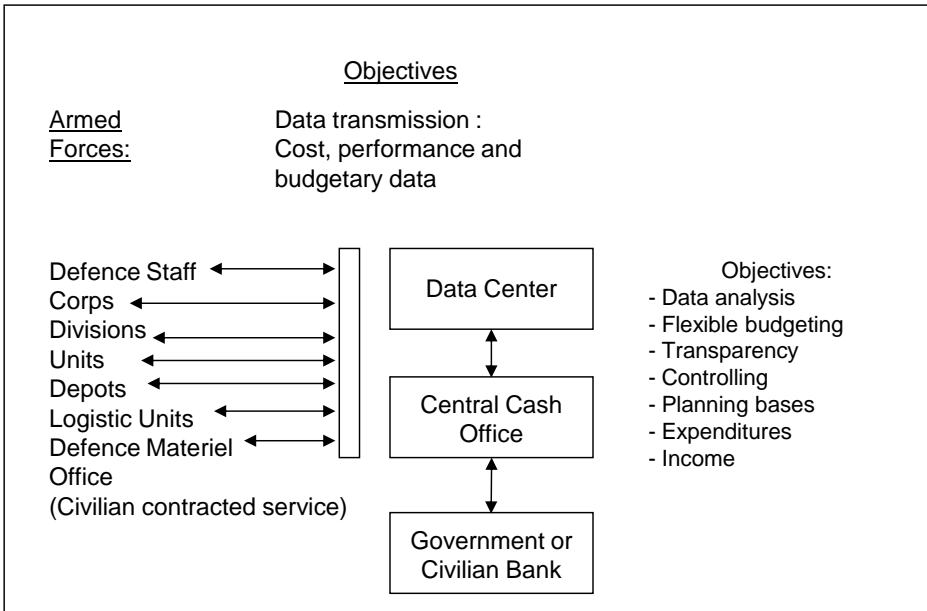 Objectives
Armed
Forces:
Data transmission :
Cost, performance and
budgetary data
Defence Staff
Corps
Divisions
Units
Depots
Logistic Units
Defence Materiel
Office
(Civilian contracted service)
Data Center
Central Cash
Office
Government or
Civilian Bank
Objectives:
- Data analysis
- Flexible budgeting
- Transparency
- Controlling
- Planning bases
- Expenditures
- Income